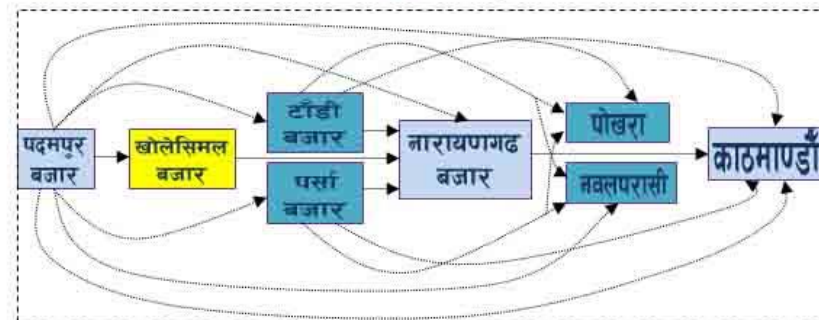 पदमपूर
बजार
खोलेसिमल
बजार
टाँडी
बजार
पर्सा
बजार
नारायणगढ
बजार
पोखरा
नवलपरासी
काठमाण्डौँ